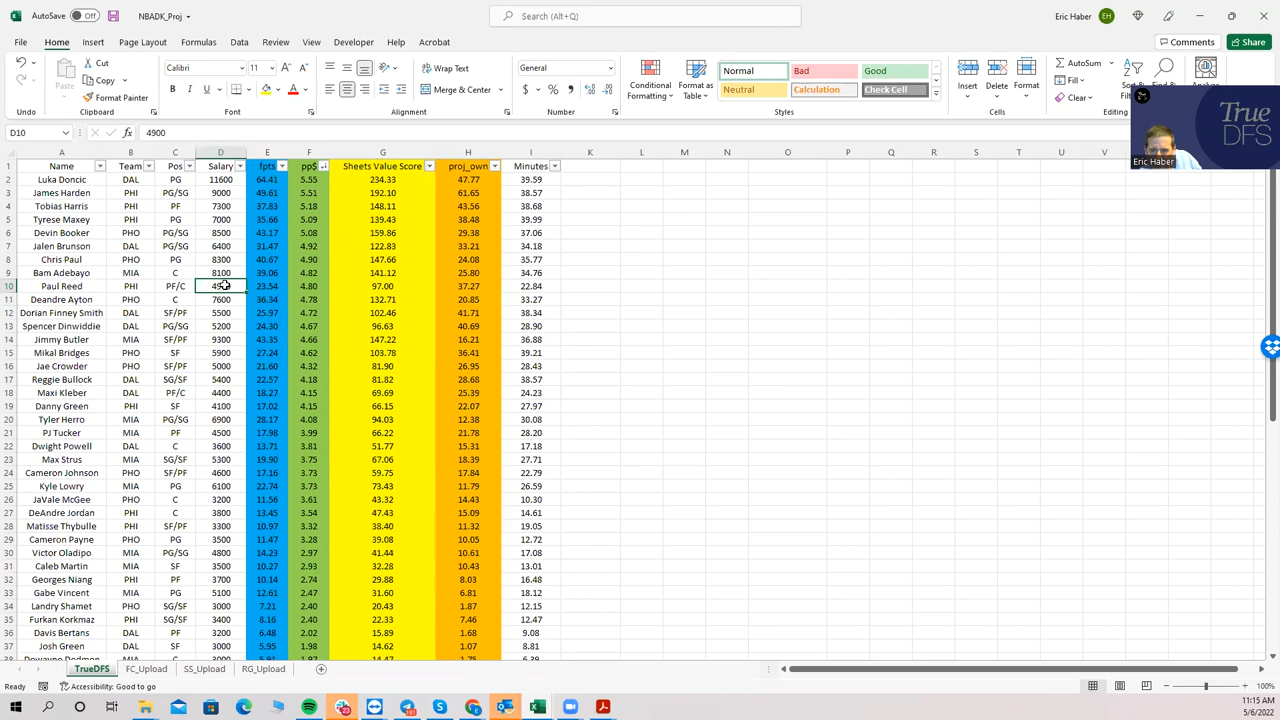 AutoSave Off NBADK_Proj Search (Alt+Q) Eric Haber EH
File Home Insert Page Layout Formulas Data Review View Developer Help Acrobat Comments Share
Undo Paste Cut Copy Format Painter Clipboard
Calibri 11 B I U A Font
Wrap Text Merge & Center Alignment
General $ % Number
Conditional Formatting Format as Table Normal Bad Good Neutral Calculation Check Cell Styles
Insert Delete Format Cells
AutoSum Fill Clear
D10 fx 4900
True DFS
Eric Haber
A B C D E F G H I J K L M N O P Q R S T U V
1 Name Team Pos Salary fpts pp$ Sheets Value Score proj_own Minutes
2 Luka Doncic DAL PG 11600 64.41 5.55 234.33 47.77 39.59
3 James Harden PHI PG/SG 9000 49.61 5.51 192.10 61.65 38.57
4 Tobias Harris PHI PF 7300 37.83 5.18 148.11 43.56 38.68
5 Tyrese Maxey PHI PG 7000 35.66 5.09 139.43 38.48 39.99
6 Devin Booker PHO PG/SG 8500 43.17 5.08 159.86 29.38 37.06
7 Jalen Brunson DAL PG/SG 6400 31.47 4.92 122.83 33.21 34.18
8 Chris Paul PHO PG 8300 40.67 4.90 147.66 24.08 35.77
9 Bam Adebayo MIA C 8100 39.06 4.82 141.12 25.80 34.76
10 Paul Reed PHI PF/C 4900 23.54 4.80 97.00 37.27 22.84
11 Deandre Ayton PHO C 7600 36.34 4.78 132.71 20.85 33.27
12 Dorian Finney Smith DAL SF/PF 5500 25.97 4.72 102.46 41.71 38.34
13 Spencer Dinwiddie DAL PG/SG 5200 24.30 4.67 96.63 40.69 28.90
14 Jimmy Butler MIA SF/PF 9300 43.35 4.66 147.22 16.21 36.88
15 Mikal Bridges PHO SF 5900 27.24 4.62 103.78 36.41 39.21
16 Jae Crowder PHO SF/PF 5000 21.60 4.32 81.90 26.95 28.43
17 Reggie Bullock DAL SG/SF 5400 22.57 4.18 81.82 28.68 38.57
18 Maxi Kleber DAL PF/C 4400 18.27 4.15 69.69 25.39 24.23
19 Danny Green PHI SF 4100 17.02 4.15 66.15 22.07 27.97
20 Tyler Herro MIA PG/SG 6900 28.17 4.08 94.03 12.38 30.08
21 PJ Tucker MIA PF 4500 17.98 3.99 66.22 21.78 28.20
22 Dwight Powell DAL C 3600 13.71 3.81 51.77 15.31 17.18
23 Max Strus MIA SG/SF 5300 19.90 3.75 67.06 18.39 27.71
24 Cameron Johnson PHO SF/PF 4600 17.16 3.73 59.75 17.84 22.79
25 Kyle Lowry MIA PG 6100 22.74 3.73 73.43 11.79 26.59
26 JaVale McGee PHO C 3200 11.56 3.61 43.32 14.43 10.30
27 DeAndre Jordan PHI C 3800 13.45 3.54 47.43 15.09 14.61
28 Matisse Thybulle PHI SF/PF 3300 10.97 3.32 38.40 11.32 19.05
29 Cameron Payne PHO PG 3500 11.47 3.28 39.08 10.05 12.72
30 Victor Oladipo MIA PG/SG 4800 14.23 2.97 41.44 10.61 17.08
31 Caleb Martin MIA SF 3500 10.27 2.93 32.28 10.43 13.01
32 Georges Niang PHI PF 3700 10.14 2.74 29.88 8.03 16.48
33 Gabe Vincent MIA PG 5100 12.61 2.47 31.60 6.81 18.12
34 Landry Shamet PHO SG/SF 3000 7.21 2.40 20.43 1.87 12.15
35 Furkan Korkmaz PHI SG/SF 3400 8.16 2.40 22.33 7.46 12.47
36 Davis Bertans DAL PF 3200 6.48 2.02 15.89 1.68 9.08
37 Josh Green DAL SF 3000 5.95 1.98 14.62 1.07 8.81
38 Dewayne Dedmon MIA C 3000 5.91 1.97 14.47 1.75 6.39
TrueDFS FC_Upload SS_Upload RG_Upload
Ready Accessibility: Good to go 100%
11:15 AM
5/6/2022